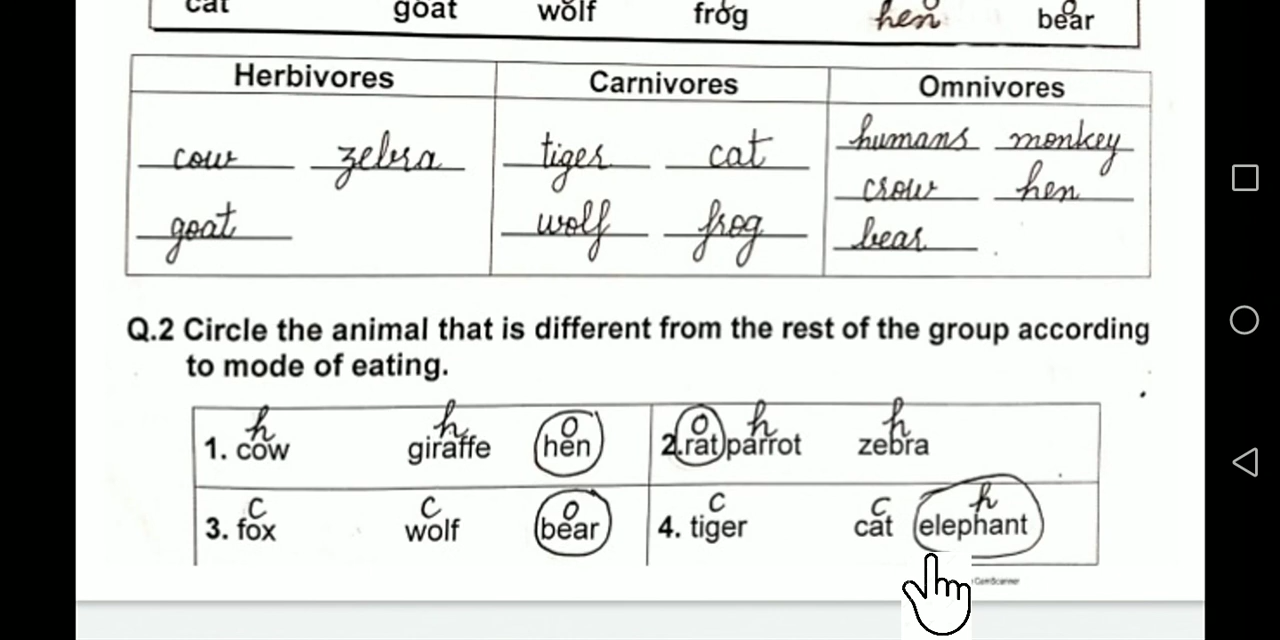 cat goat wolf frog hen bear
Herbivores Carnivores Omnivores
cow zebra tiger cat humans monkey
crow hen
goat wolf frog bear
Q.2 Circle the animal that is different from the rest of the group according
to mode of eating.
h h o o h h
1. cow giraffe hen 2.rat parrot zebra
c c o c c h
3. fox wolf bear 4. tiger cat elephant
CamScanner